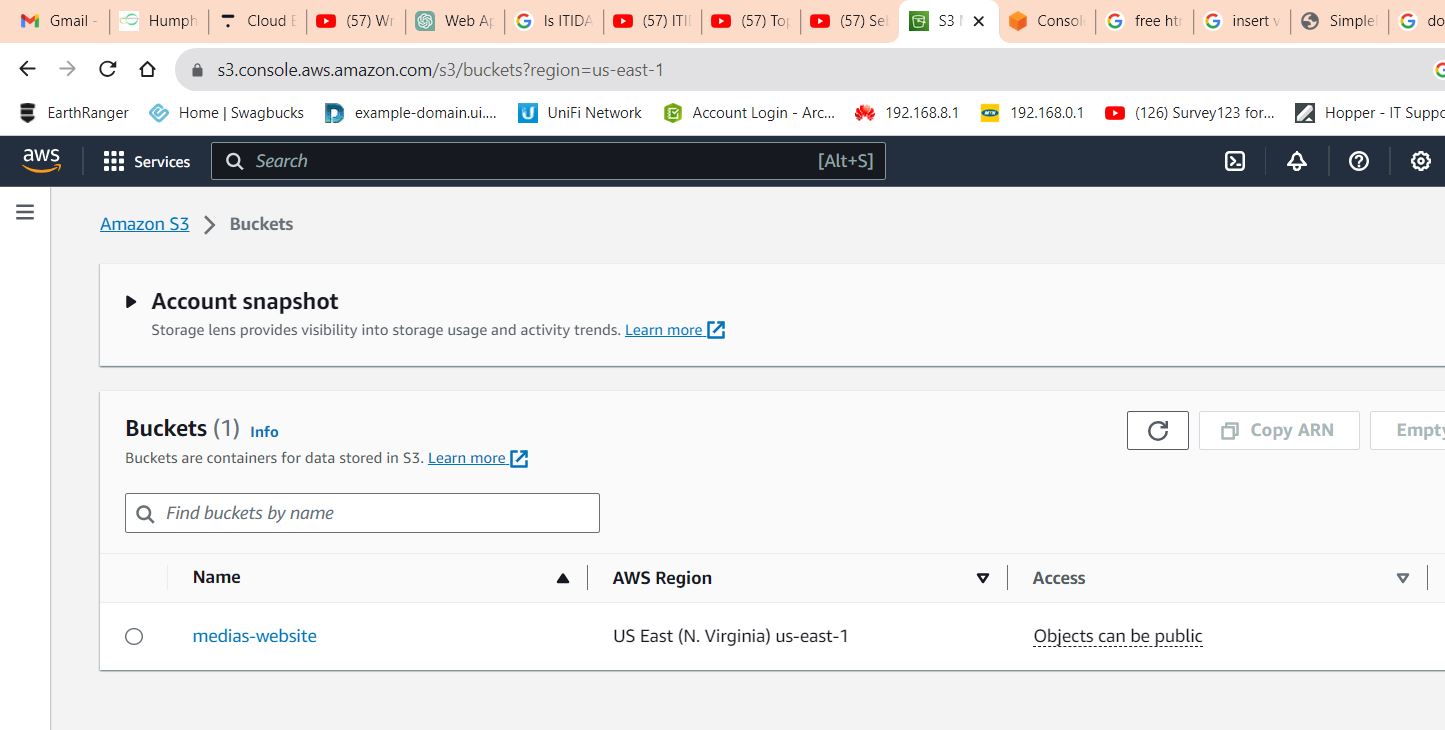 Gmail -
Humph
Cloud E
(57) Wr
Web Ap
Is ITIDA
(57) ITI
(57) Top
(57) Se
S3 M
Consol
free ht
insert v
Simple
do
s3.console.aws.amazon.com/s3/buckets?region=us-east-1
EarthRanger
Home | Swagbucks
example-domain.ui....
UniFi Network
Account Login - Arc...
192.168.8.1
192.168.0.1
(126) Survey123 for...
Hopper - IT Suppo
aws
Services
Search
[Alt+S]
Amazon S3
Buckets
Account snapshot
Storage lens provides visibility into storage usage and activity trends. Learn more
Buckets (1) Info
Copy ARN
Empty
Buckets are containers for data stored in S3. Learn more
Find buckets by name
Name
AWS Region
Access
medias-website
US East (N. Virginia) us-east-1
Objects can be public